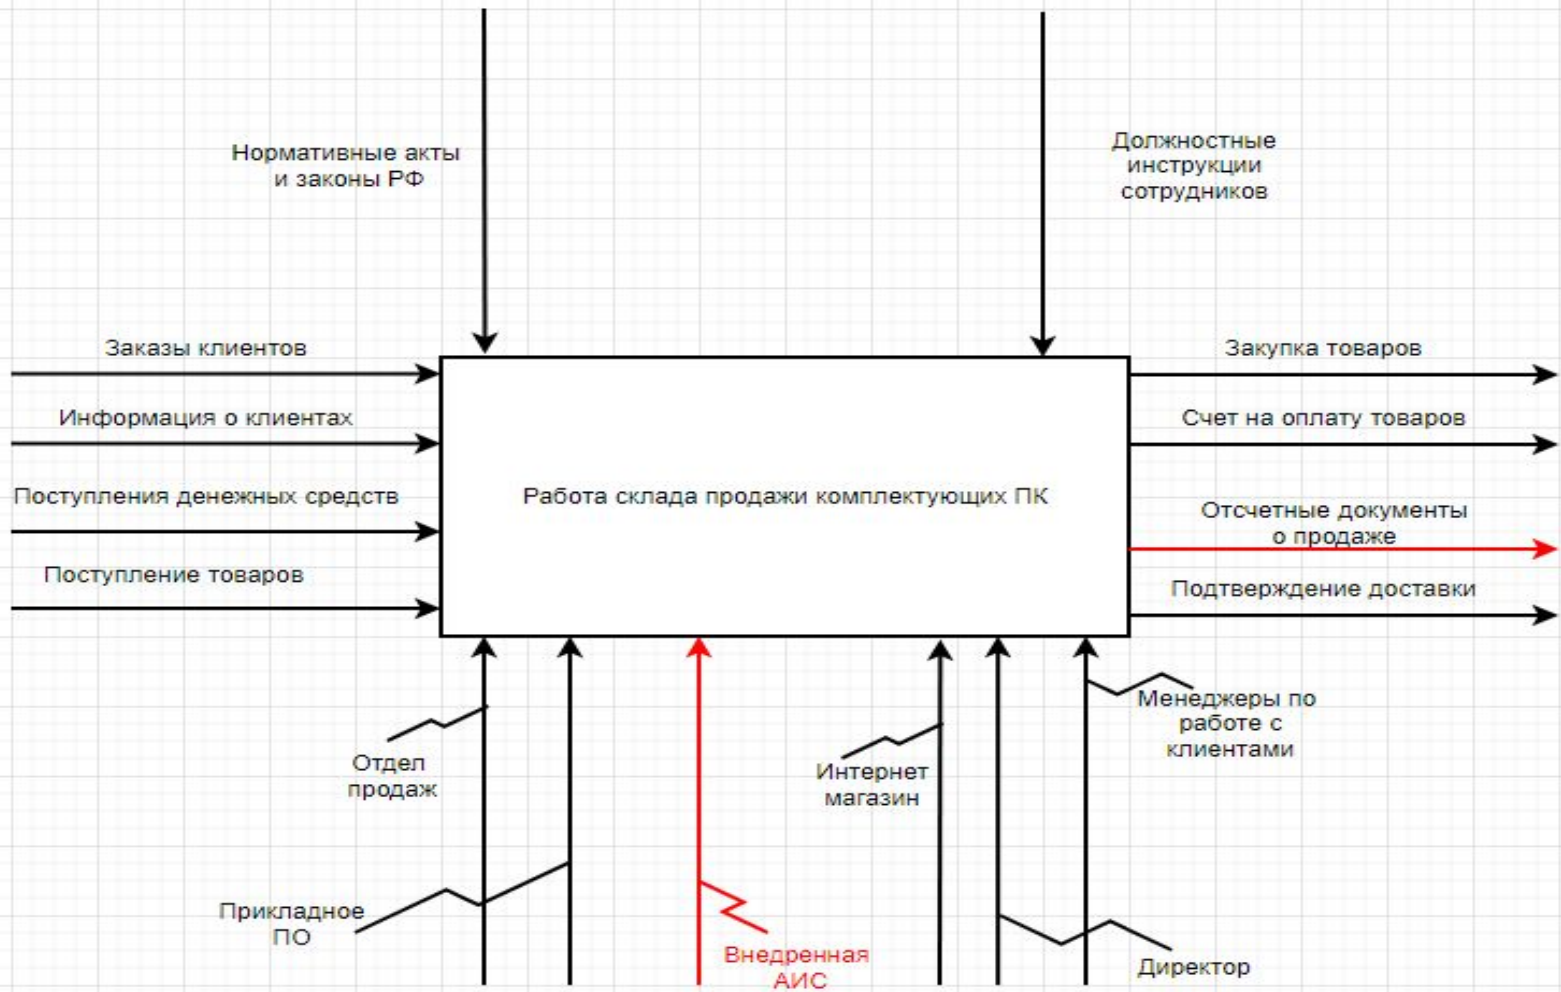 Нормативные акты
и законы РФ
Должностные
инструкции
сотрудников
Заказы клиентов
Информация о клиентах
Поступления денежных средств
Поступление товаров
Работа склада продажи комплектующих ПК
Закупка товаров
Счет на оплату товаров
Отсчетные документы
о продаже
Подтверждение доставки
Отдел
продаж
Прикладное
ПО
Внедренная
АИС
Интернет
магазин
Менеджеры по
работе с
клиентами
Директор